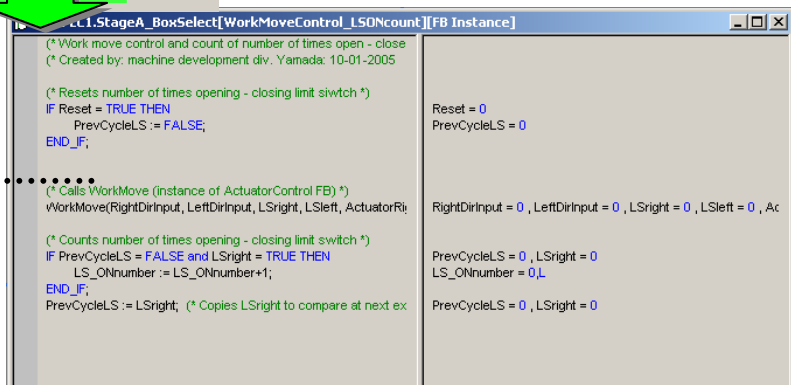 LC1.StageA_BoxSelect[WorkMoveControl_LSONcount][FB Instance]
(* Work move control and count of number of times open - close
(* Created by: machine development div. Yamada: 10-01-2005
(* Resets number of times opening - closing limit siwtch *)
IF Reset = TRUE THEN
PrevCycleLS := FALSE;
END_IF;
(* Calls WorkMove (instance of ActuatorControl FB) *)
WorkMove(RightDirInput, LeftDirInput, LSright, LSleft, ActuatorRi
(* Counts number of times opening - closing limit switch *)
IF PrevCycleLS = FALSE and LSright = TRUE THEN
LS_ONnumber := LS_ONnumber+1;
END_IF;
PrevCycleLS := LSright; (* Copies LSright to compare at next ex
Reset = 0
PrevCycleLS = 0
RightDirInput = 0 , LeftDirInput = 0 , LSright = 0 , LSleft = 0 , Ac
PrevCycleLS = 0 , LSright = 0
LS_ONnumber = 0,L
PrevCycleLS = 0 , LSright = 0